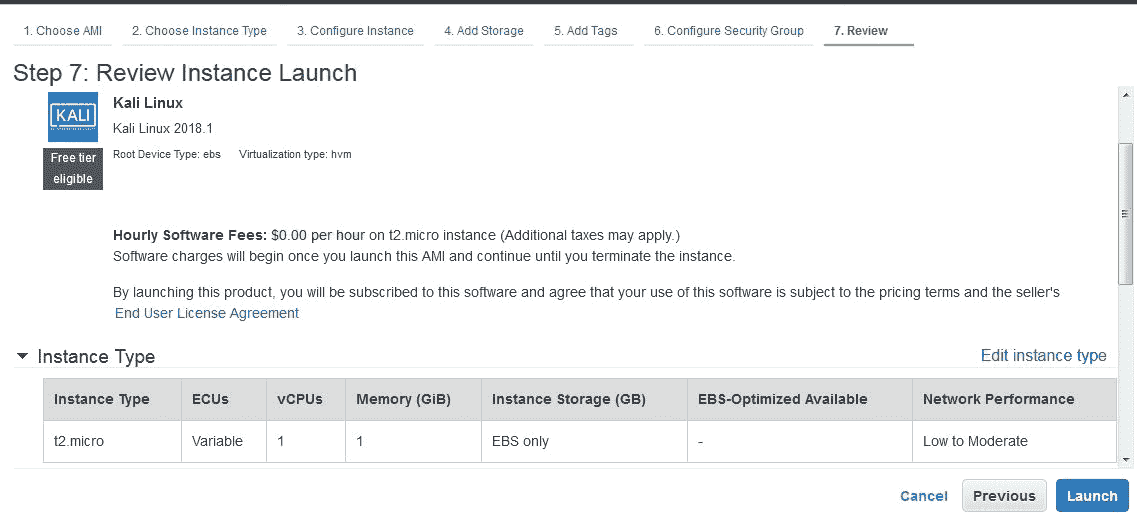 1. Choose AMI 2. Choose Instance Type 3. Configure Instance 4. Add Storage 5. Add Tags 6. Configure Security Group 7. Review
Step 7: Review Instance Launch
KALI
Free tier
eligible
Kali Linux
Kali Linux 2018.1
Root Device Type: ebs Virtualization type: hvm
Hourly Software Fees: $0.00 per hour on t2.micro instance (Additional taxes may apply.)
Software charges will begin once you launch this AMI and continue until you terminate the instance.
By launching this product, you will be subscribed to this software and agree that your use of this software is subject to the pricing terms and the seller's
End User License Agreement
Instance Type Edit instance type
Instance Type ECUs vCPUs Memory (GiB) Instance Storage (GB) EBS-Optimized Available Network Performance
t2.micro Variable 1 1 EBS only - Low to Moderate
Cancel Previous Launch